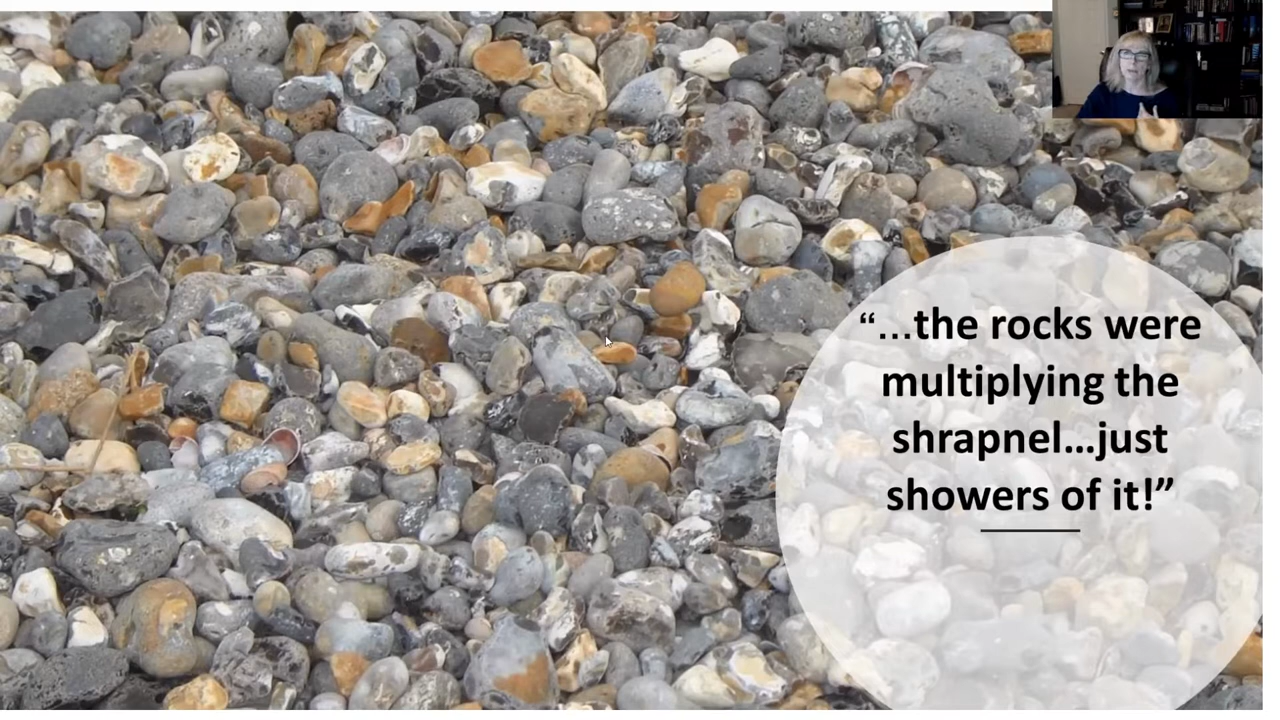 “…the rocks were
multiplying the
shrapnel…just
showers of it!”